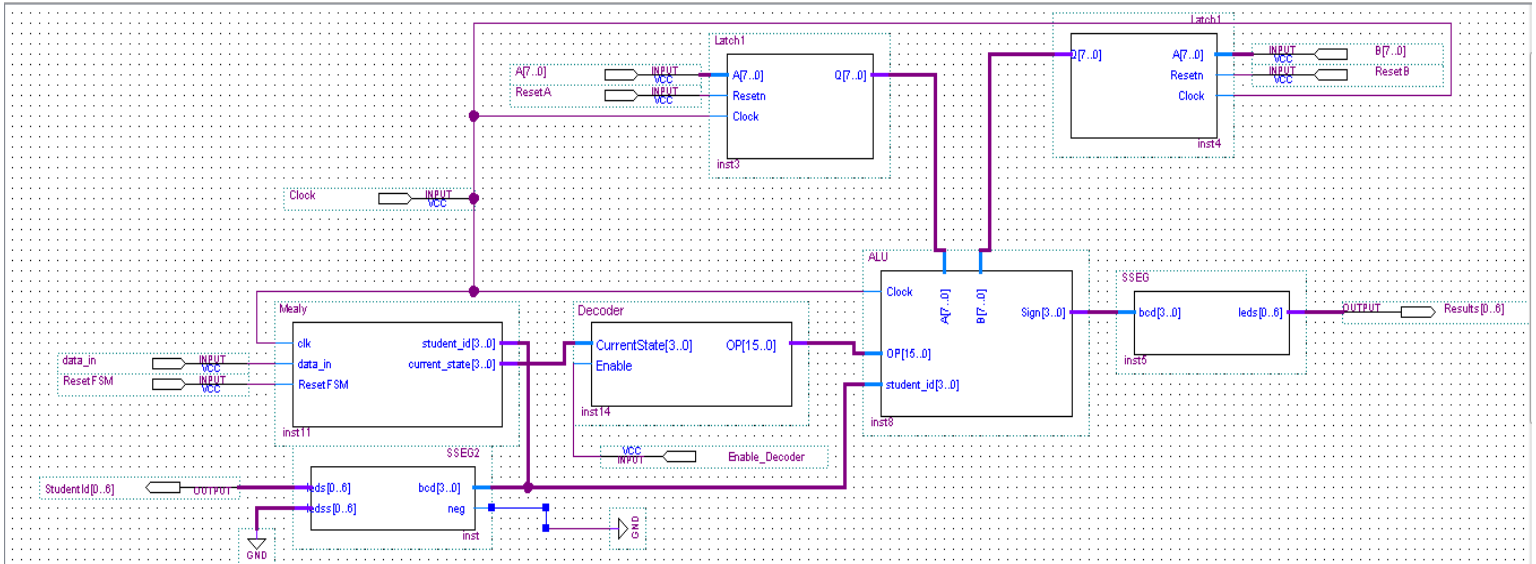 Latch1
A[7..0]
INPUT
VCC
ResetA
INPUT
VCC
A[7..0]
Q[7..0]
Resetn
Clock
inst3
Latch1
Q[7..0]
A[7..0]
Resetn
Clock
inst4
INPUT
VCC
B[7..0]
INPUT
VCC
ResetB
Clock
INPUT
VCC
ALU
Clock
A[7..0]
B[7..0]
Sign[3..0]
OP[15..0]
student_id[3..0]
inst8
SSEG
bcd[3..0]
leds[0..6]
inst5
OUTPUT
Results[0..6]
Mealy
clk
student_id[3..0]
data_in
current_state[3..0]
ResetFSM
inst11
data_in
INPUT
VCC
ResetFSM
INPUT
VCC
Decoder
CurrentState[3..0]
OP[15..0]
Enable
inst14
VCC
INPUT
Enable_Decoder
SSEG2
leds[0..6]
bcd[3..0]
ledss[0..6]
neg
inst
StudentId[0..6]
OUTPUT
GND
GND